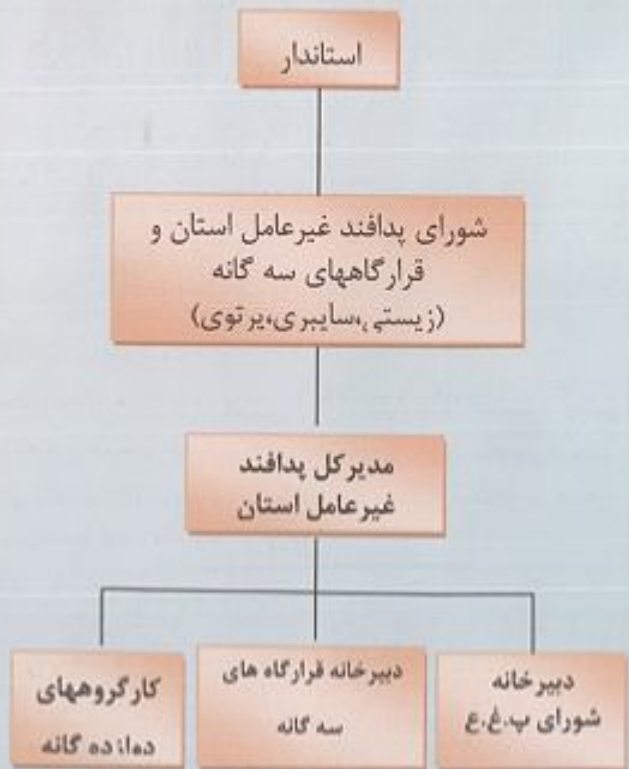 استاندار
شورای پدافند غیرعامل استان و
قرارگاههای سه گانه
(زیستی،سایبری،پرتوی)
مدیرکل پدافند
غیرعامل استان
دبیرخانه
شورای پ.غ.ع
دبیرخانه قرارگاه های
سه گانه
کارگروههای
دوازده گانه